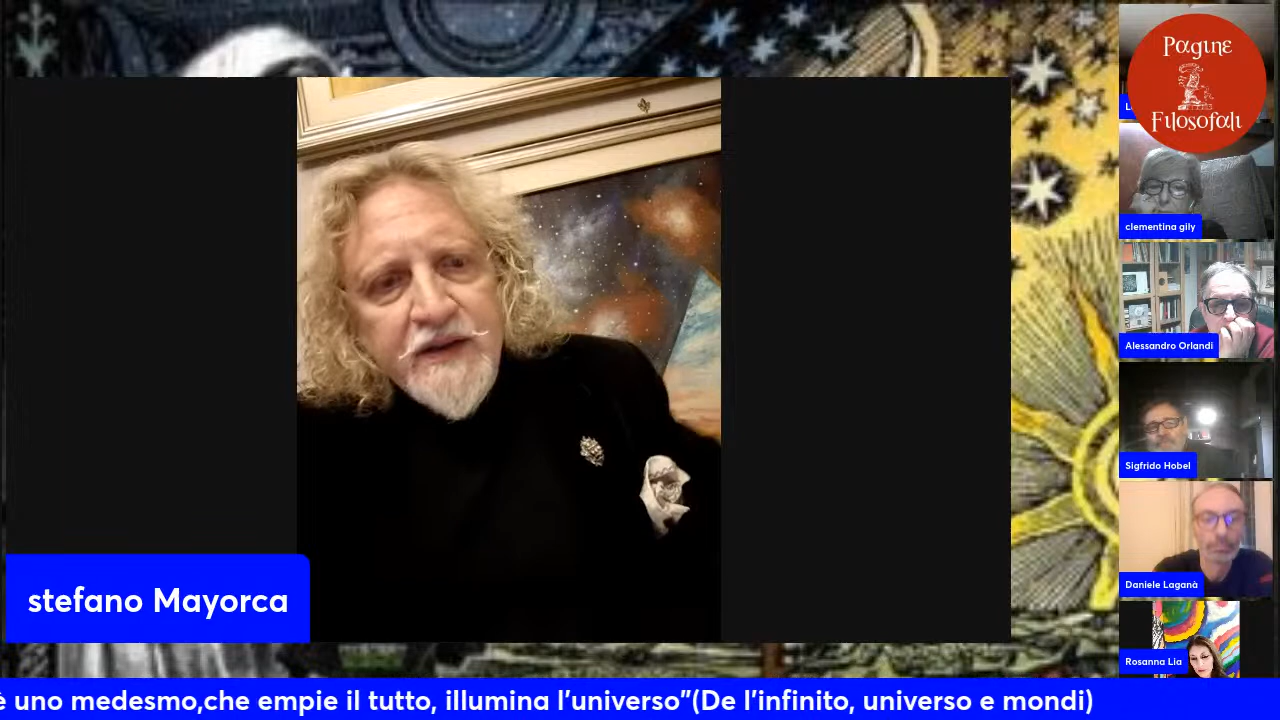 Pagine
Filosofali
clementina gily
Alessandro Orlandi
Sigfrido Hobel
Daniele Laganà
Rosanna Lia
stefano Mayorca
è uno medesmo,che empie il tutto, illumina l'universo"(De l'infinito, universo e mondi)